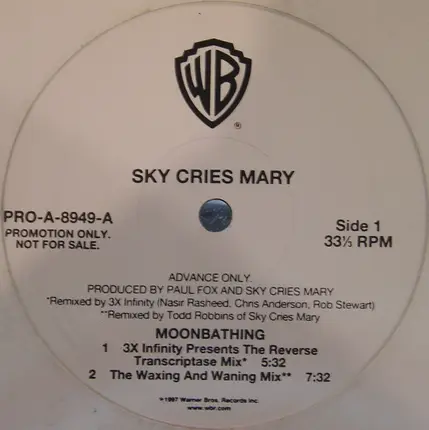 WB
®
SKY CRIES MARY
PRO-A-8949-A
PROMOTION ONLY.
NOT FOR SALE.
Side 1
33⅓ RPM
ADVANCE ONLY.
PRODUCED BY PAUL FOX AND SKY CRIES MARY
*Remixed by 3X Infinity (Nasir Rasheed, Chris Anderson, Rob Stewart)
**Remixed by Todd Robbins of Sky Cries Mary
MOONBATHING
1 3X Infinity Presents The Reverse
Transcriptase Mix* 5:32
2 The Waxing And Waning Mix** 7:32
℗1997 Warner Bros. Records Inc.
www.wbr.com